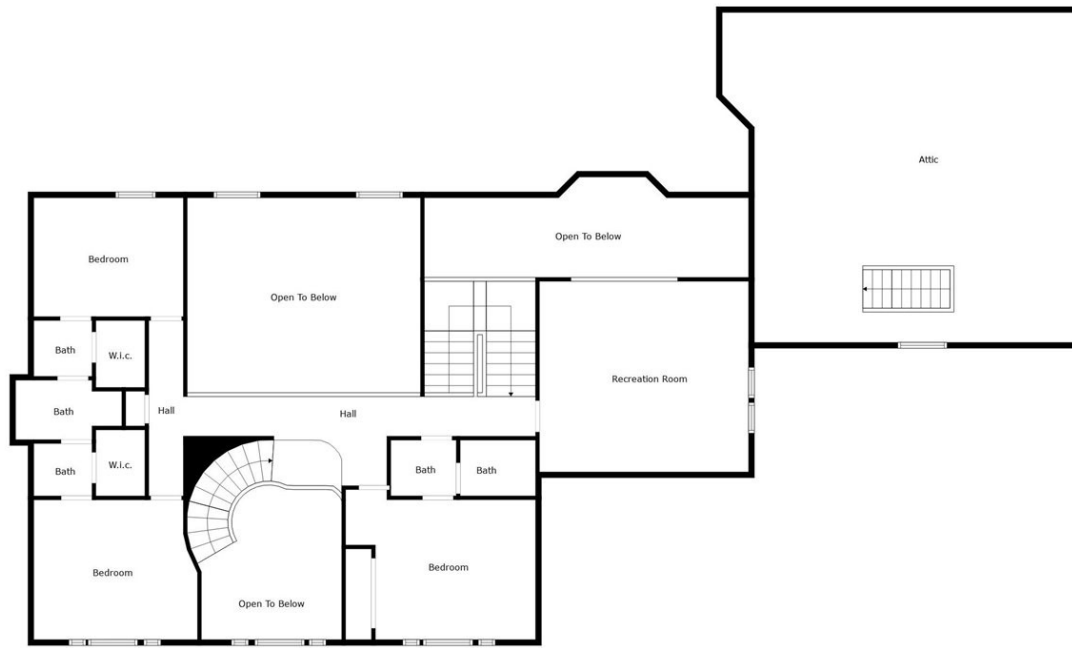 Attic
Open To Below
Bedroom
Open To Below
Bath
W.i.c.
Recreation Room
Bath
Hall
Hall
Bath
W.i.c.
Bath
Bath
Bedroom
Bedroom
Open To Below